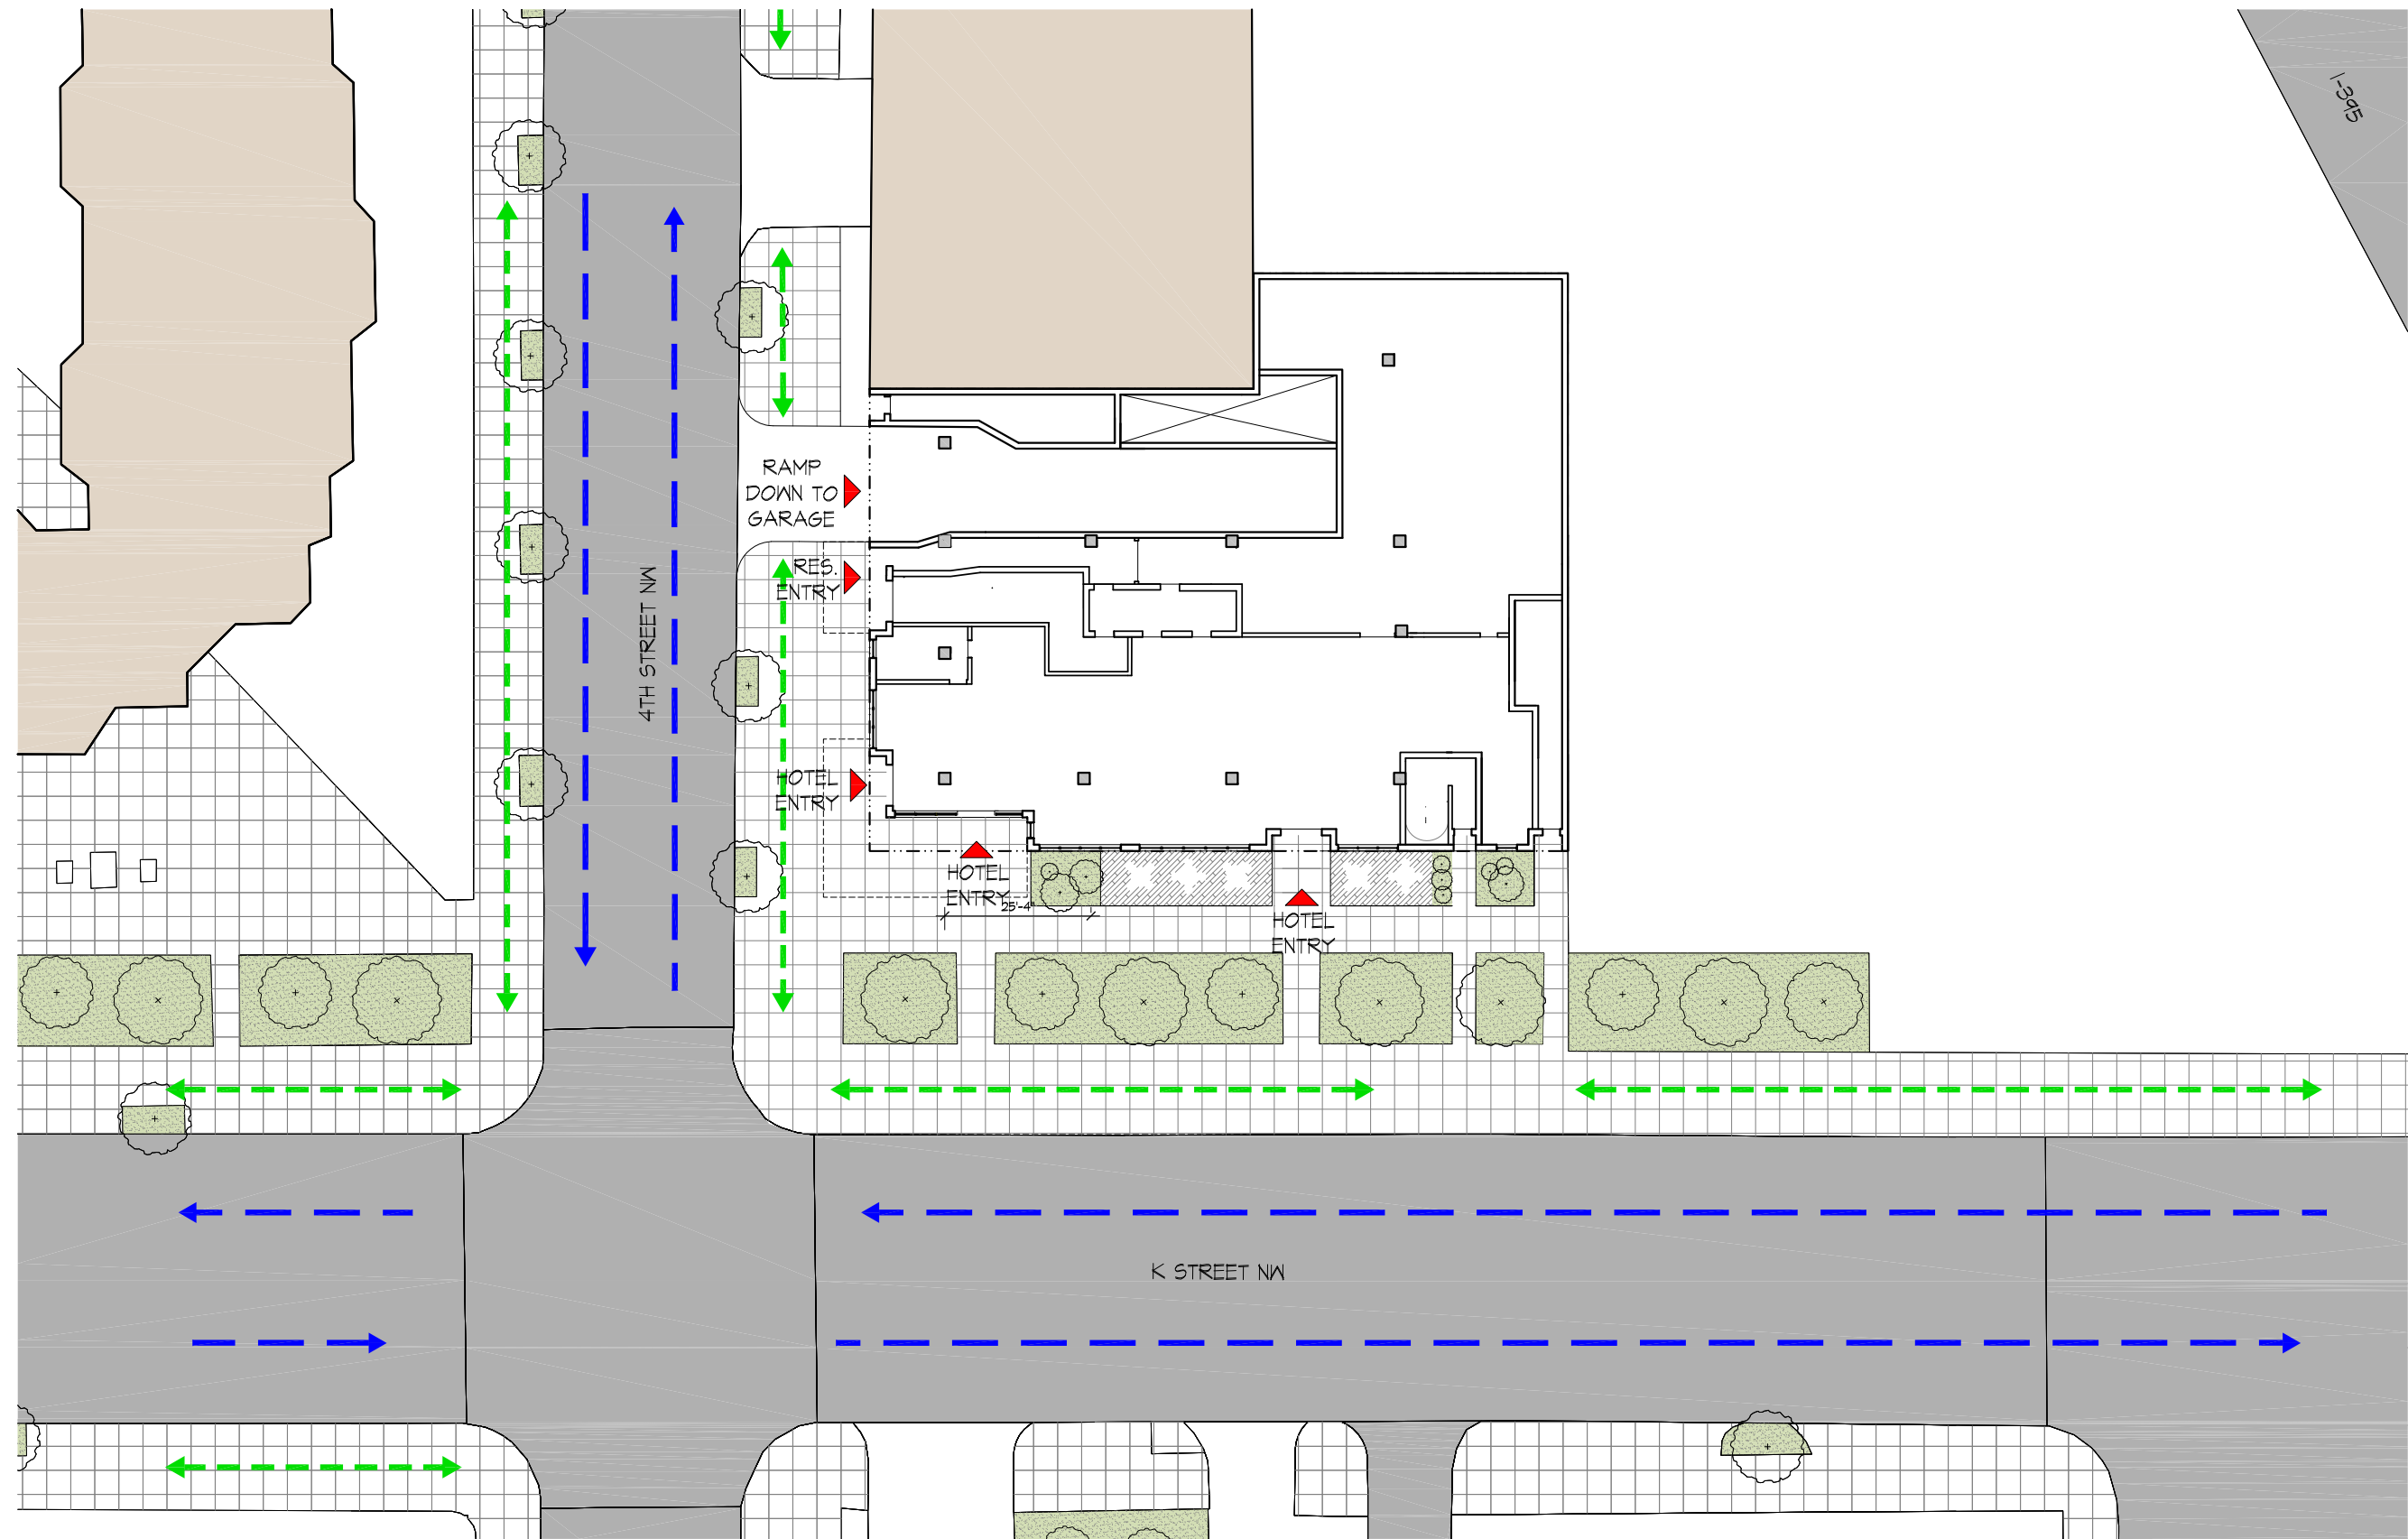 I-395
RAMP
DOWN TO
GARAGE
RES.
ENTRY
4TH STREET NW
HOTEL
ENTRY
HOTEL
ENTRY
25'-4"
HOTEL
ENTRY
K STREET NW